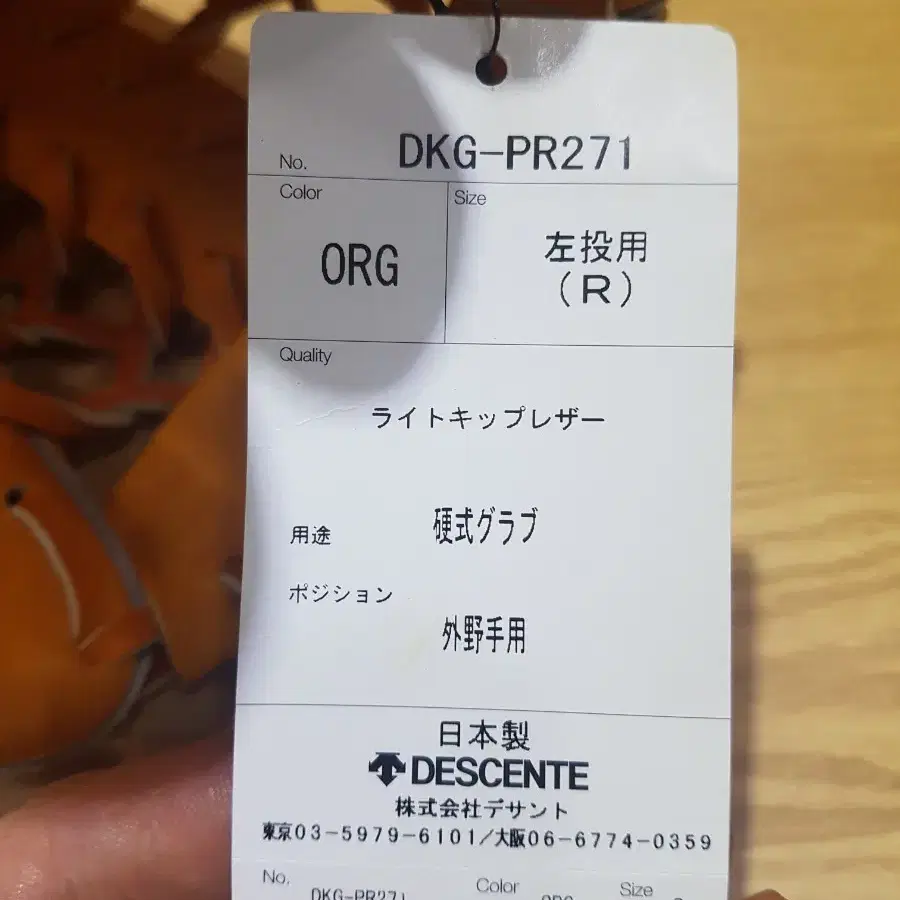 No. DKG-PR271
Color Size
ORG 左投用
(R)
Quality
ライトキップレザー
用途 硬式グラブ
ポジション
外野手用
日本製
DESCENTE
株式会社デサント
東京03-5979-6101/大阪06-6774-0359
No. Color Size
DKG-PR271 ORG